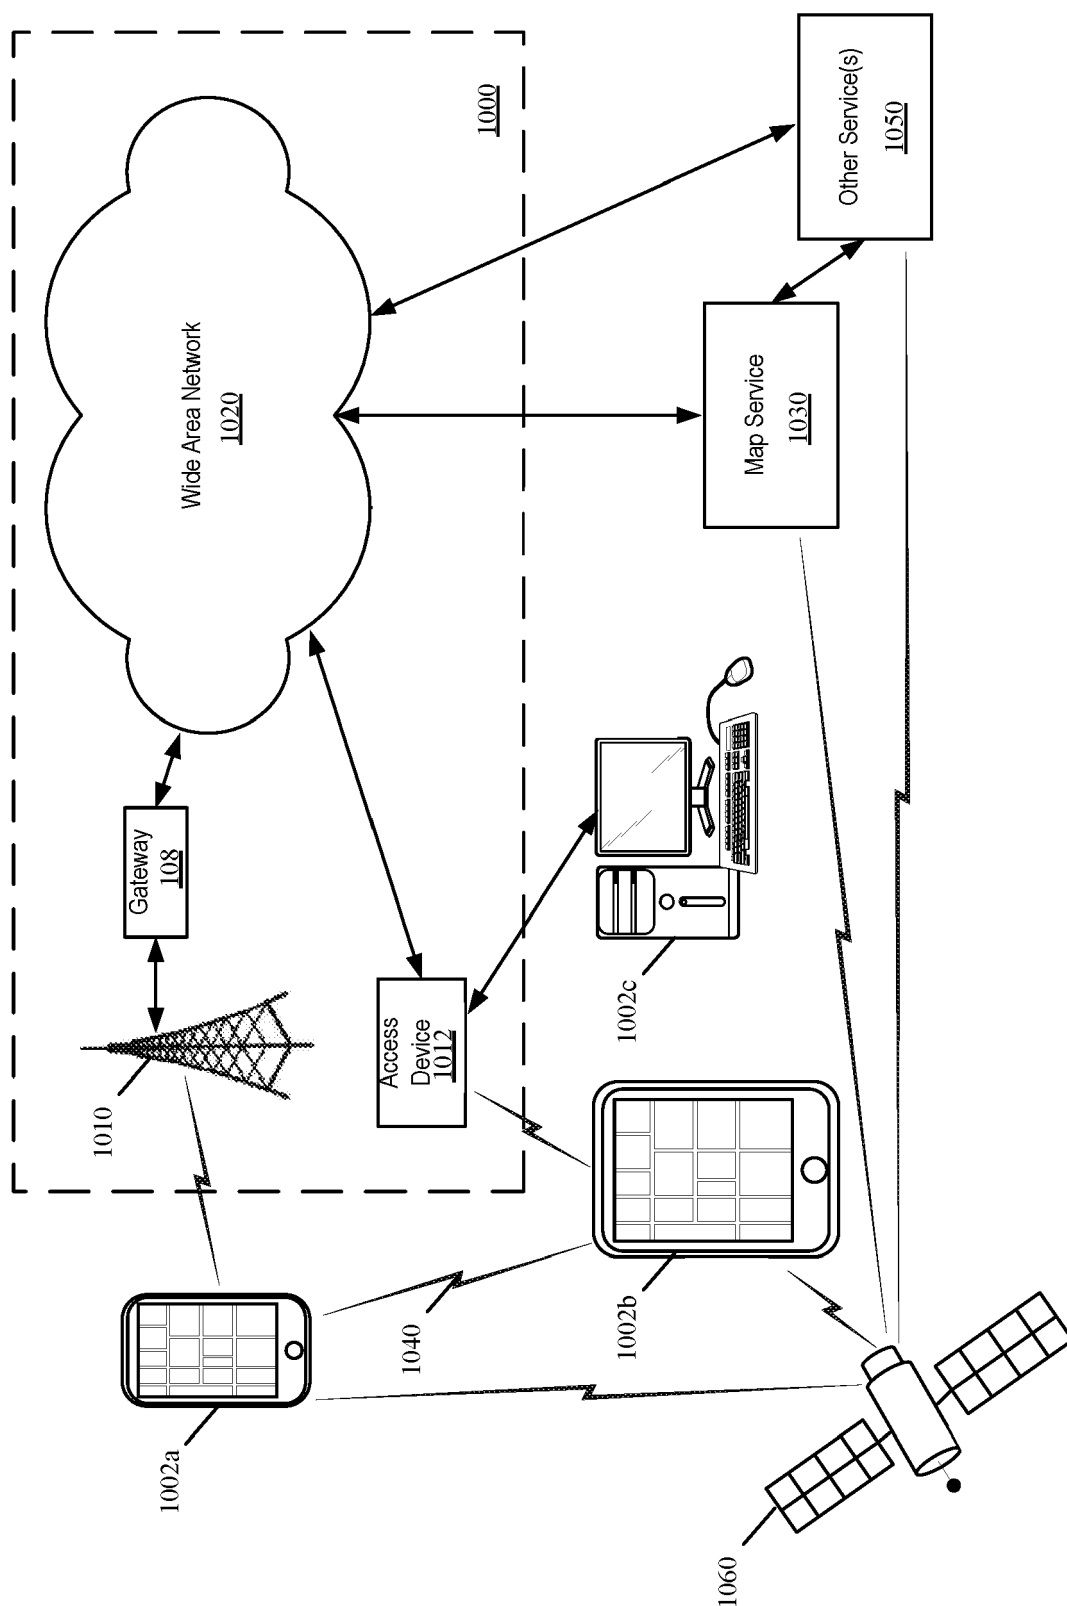 1002a
1010
Gateway
108
Wide Area Network
1020
1000
1040
Access
Device
1012
1002b
1002c
Map Service
1030
Other Service(s)
1050
1060